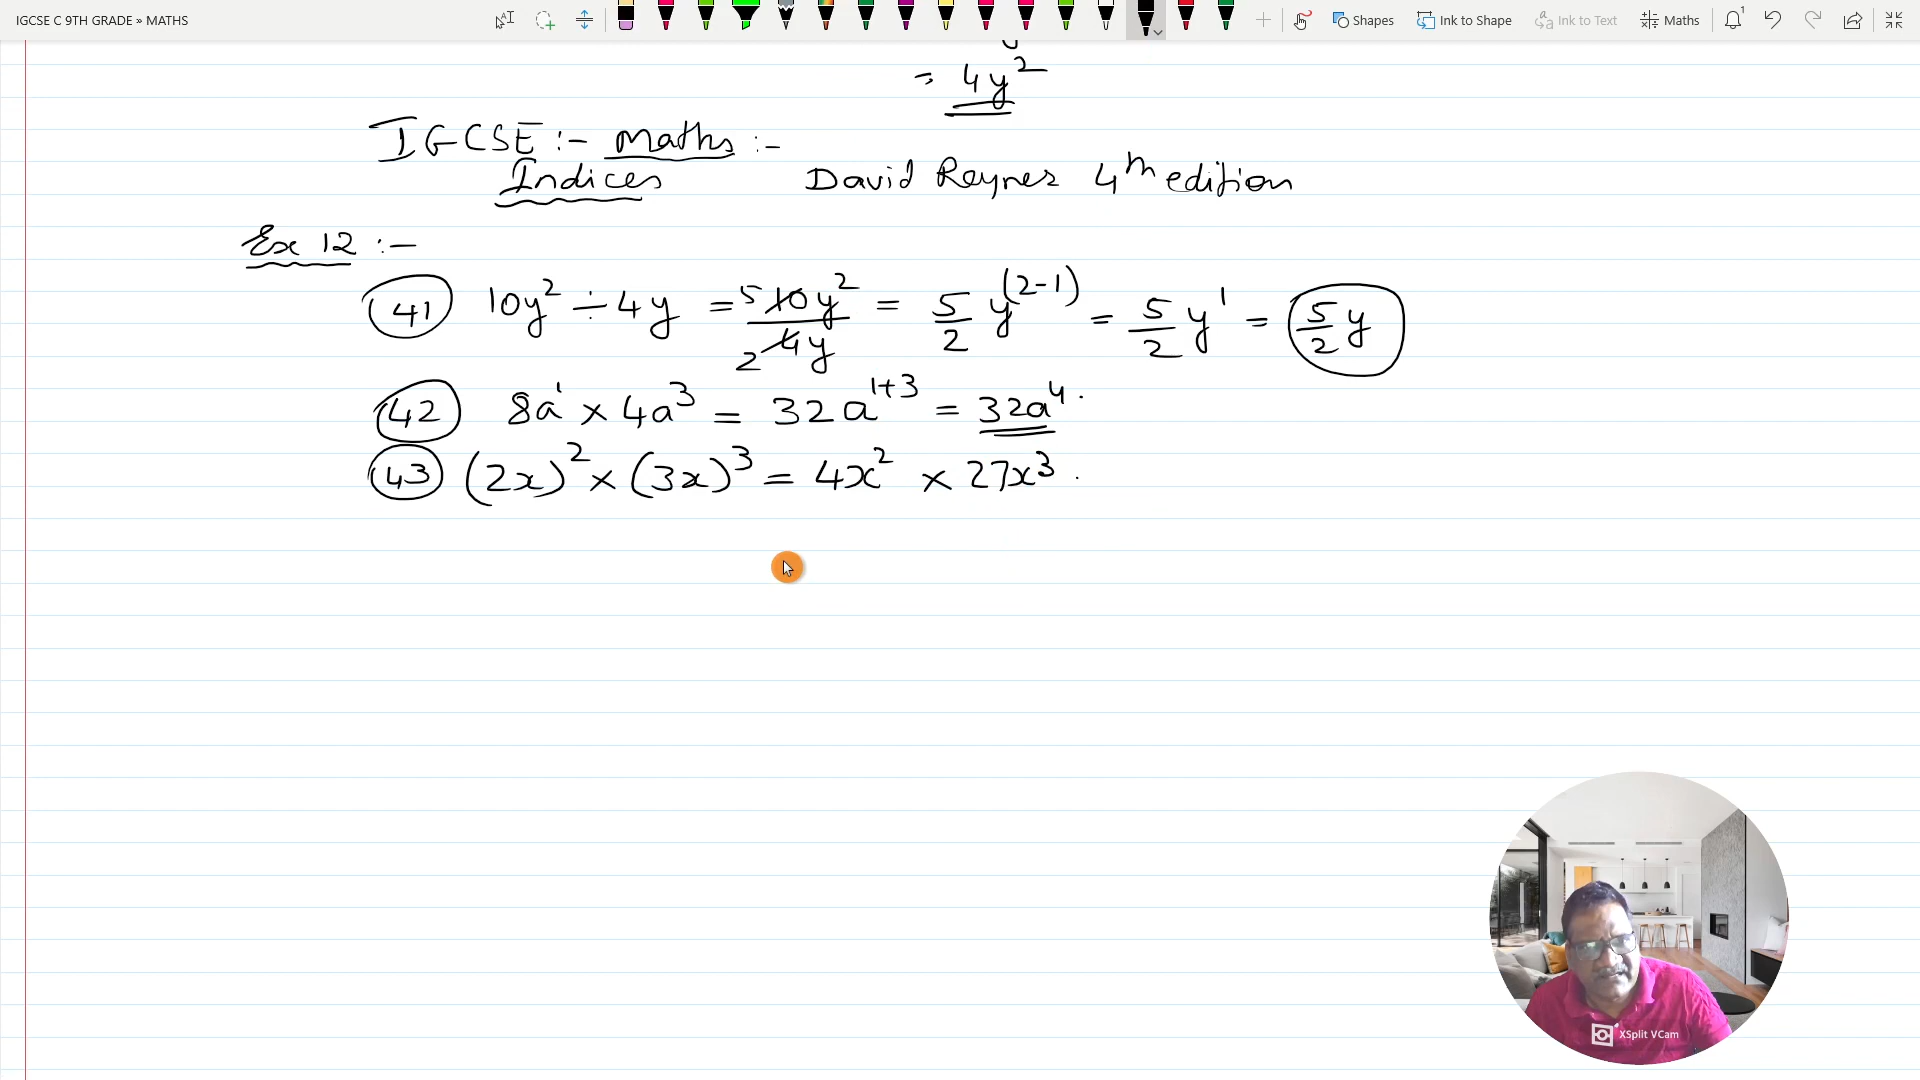 IGCSE C 9TH GRADE » MATHS
Shapes Ink to Shape Ink to Text Maths 1
= 4y²
IGCSE :- Maths :-
Indices David Rayner 4th edition
Ex 12 :-
41 10y² ÷ 4y = 5 10y² / 2 4y = 5/2 y^(2-1) = 5/2 y¹ = 5/2 y
42 8a¹ × 4a³ = 32a^1+3 = 32a⁴.
43 (2x)² × (3x)³ = 4x² × 27x³.
XSplit VCam